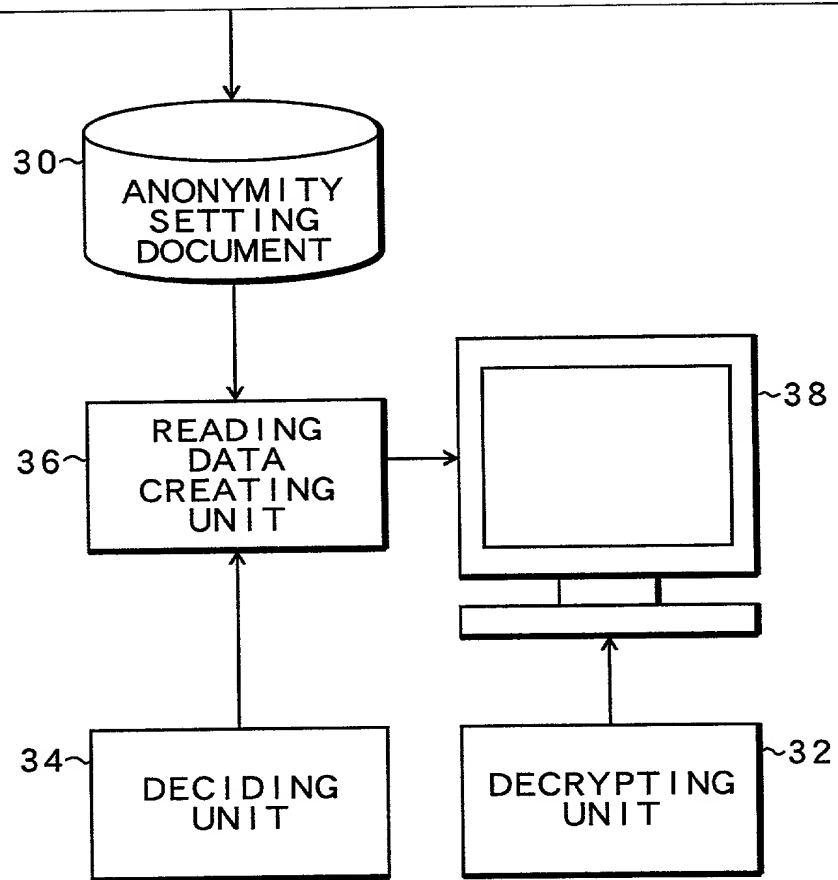 30
ANONYMITY
SETTING
DOCUMENT
38
36
READING
DATA
CREATING
UNIT
34
DECIDING
UNIT
32
DECRYPTING
UNIT